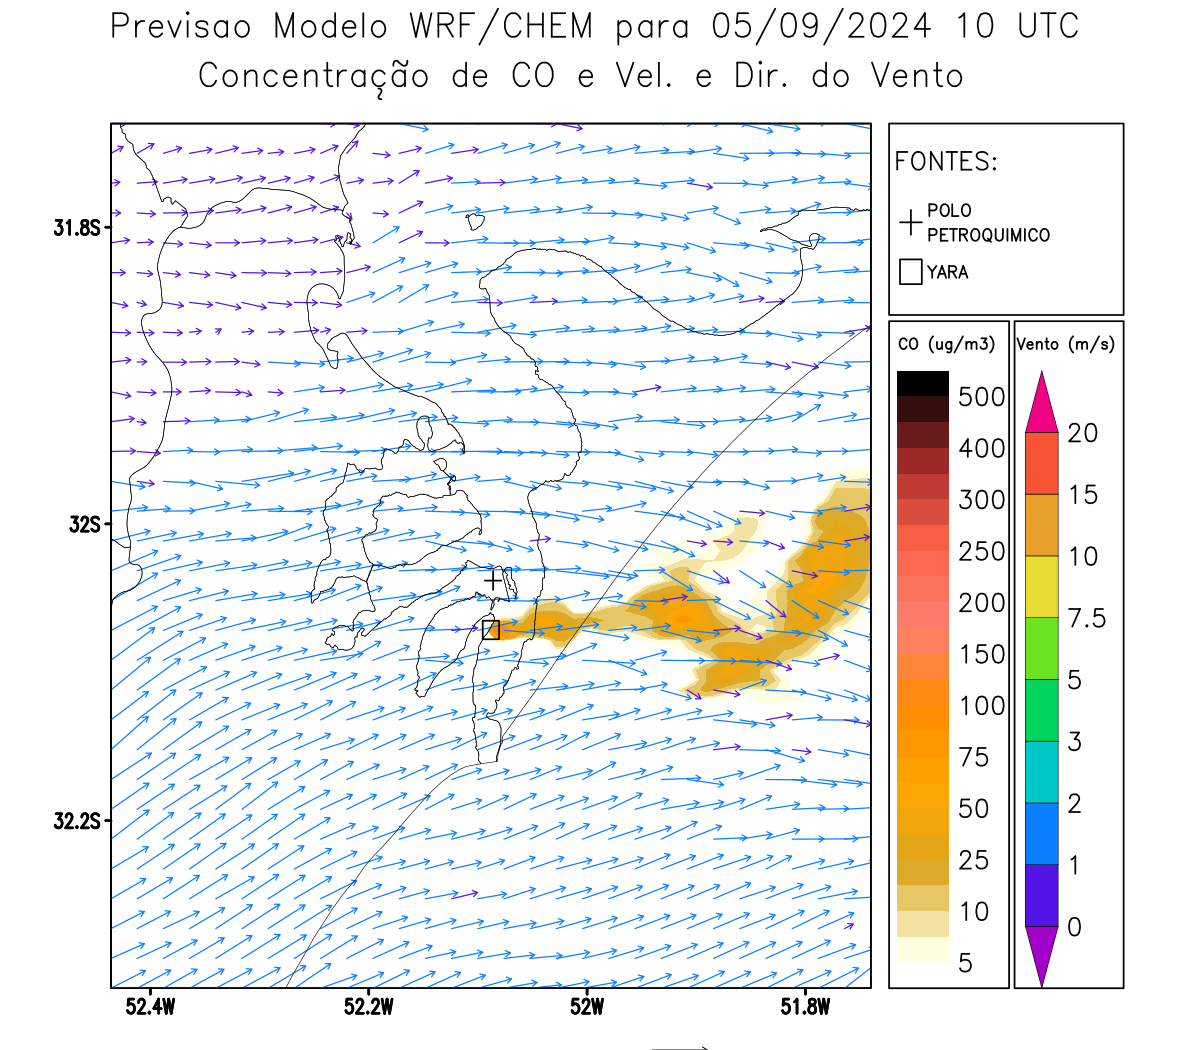 Previsao Modelo WRF/CHEM para 05/09/2024 10 UTC
Concentração de CO e Vel. e Dir. do Vento
FONTES:
POLO
PETROQUIMICO
YARA
CO (ug/m3)
500
400
300
250
200
150
100
75
50
25
10
5
Vento (m/s)
20
15
10
7.5
5
3
2
1
0
31.8S
32S
32.2S
52.4W
52.2W
52W
51.8W